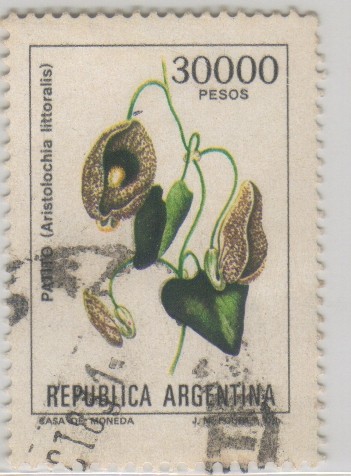 30000
PESOS
PATITO (Aristolochia littoralis)
REPUBLICA ARGENTINA
CASA DE MONEDA